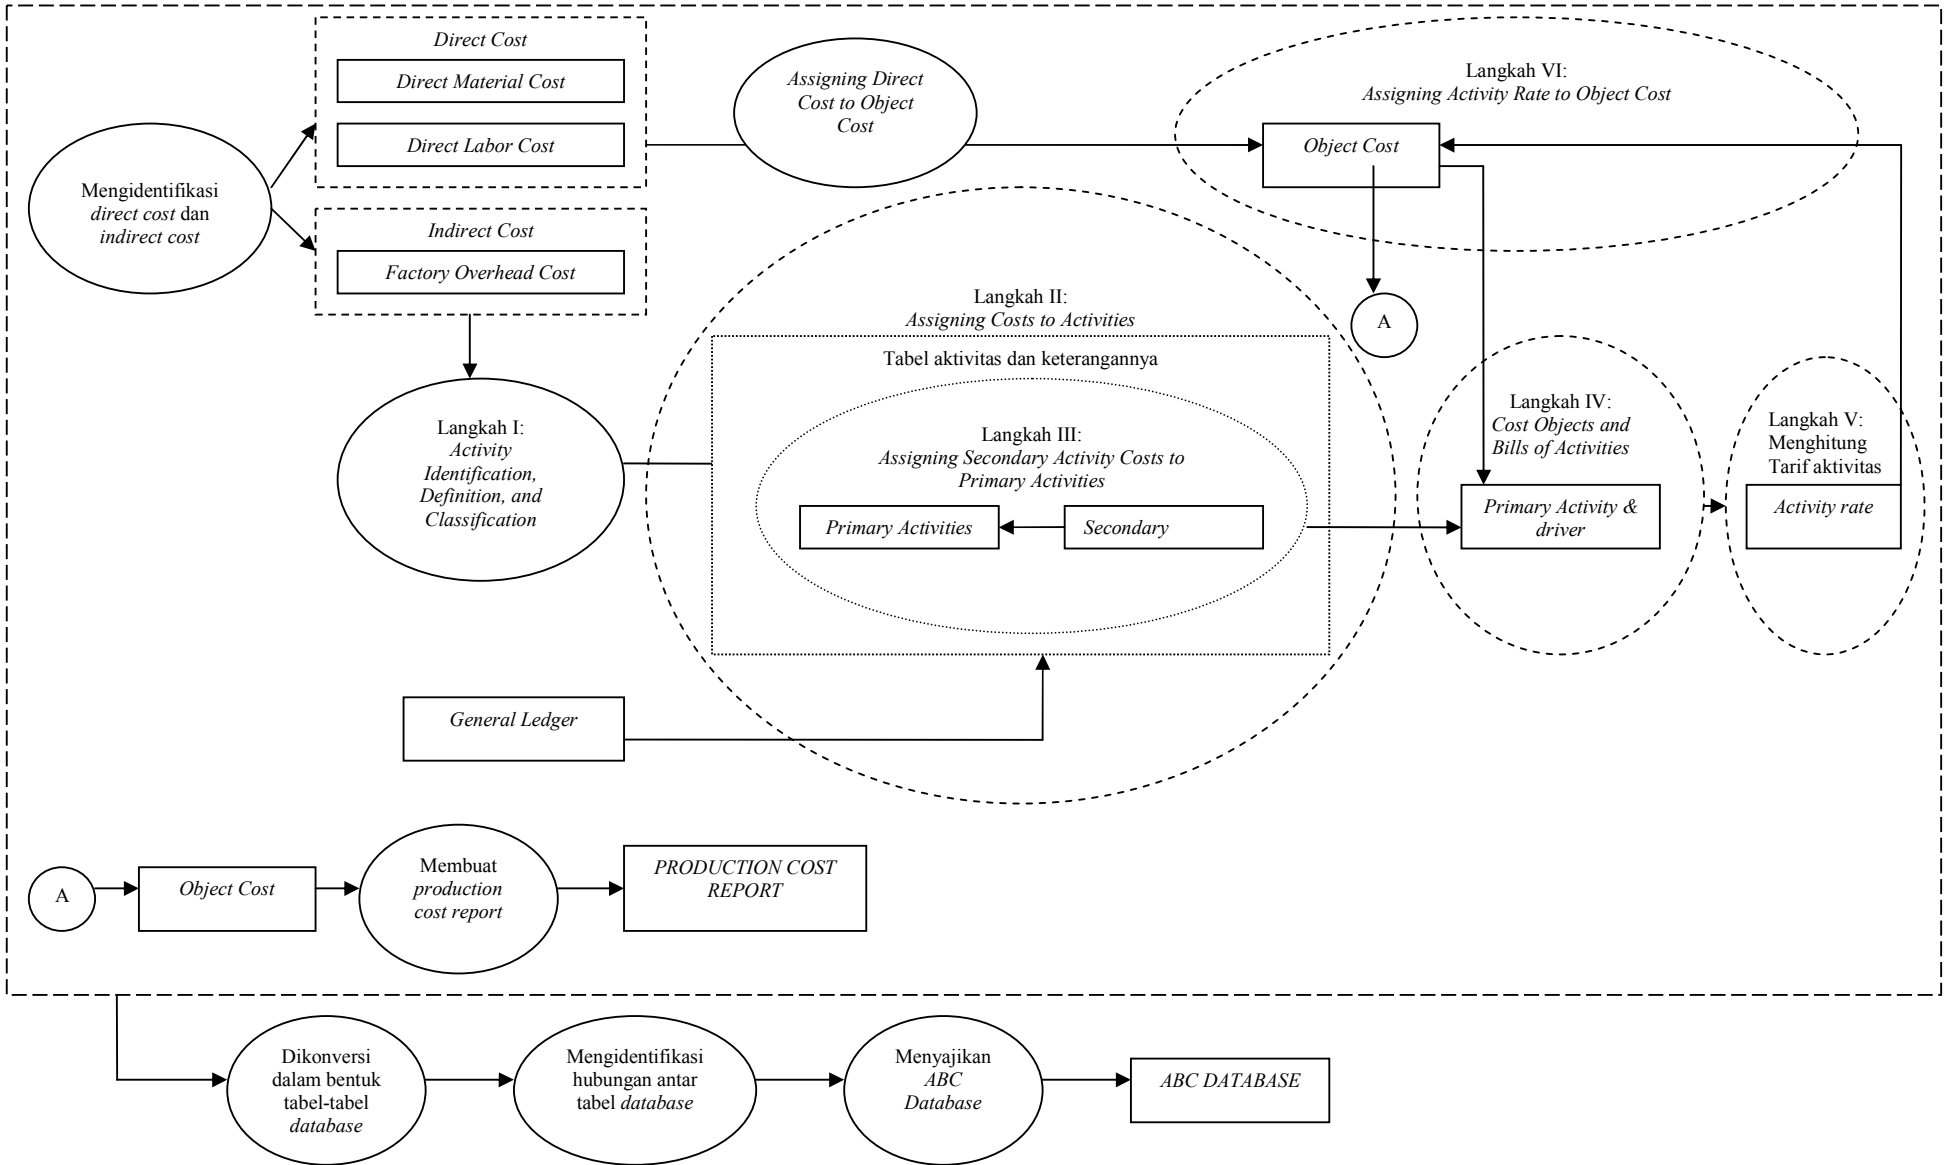 Direct Cost
Direct Material Cost
Direct Labor Cost
Mengidentifikasi
direct cost dan
indirect cost
Indirect Cost
Factory Overhead Cost
Assigning Direct
Cost to Object
Cost
Langkah VI:
Assigning Activity Rate to Object Cost
Object Cost
A
Langkah I:
Activity
Identification,
Definition, and
Classification
Langkah II:
Assigning Costs to Activities
Tabel aktivitas dan keterangannya
Langkah III:
Assigning Secondary Activity Costs to
Primary Activities
Primary Activities
Secondary
Langkah IV:
Cost Objects and
Bills of Activities
Primary Activity &
driver
Langkah V:
Menghitung
Tarif aktivitas
Activity rate
General Ledger
A
Object Cost
Membuat
production
cost report
PRODUCTION COST
REPORT
Dikonversi
dalam bentuk
tabel-tabel
database
Mengidentifikasi
hubungan antar
tabel database
Menyajikan
ABC
Database
ABC DATABASE